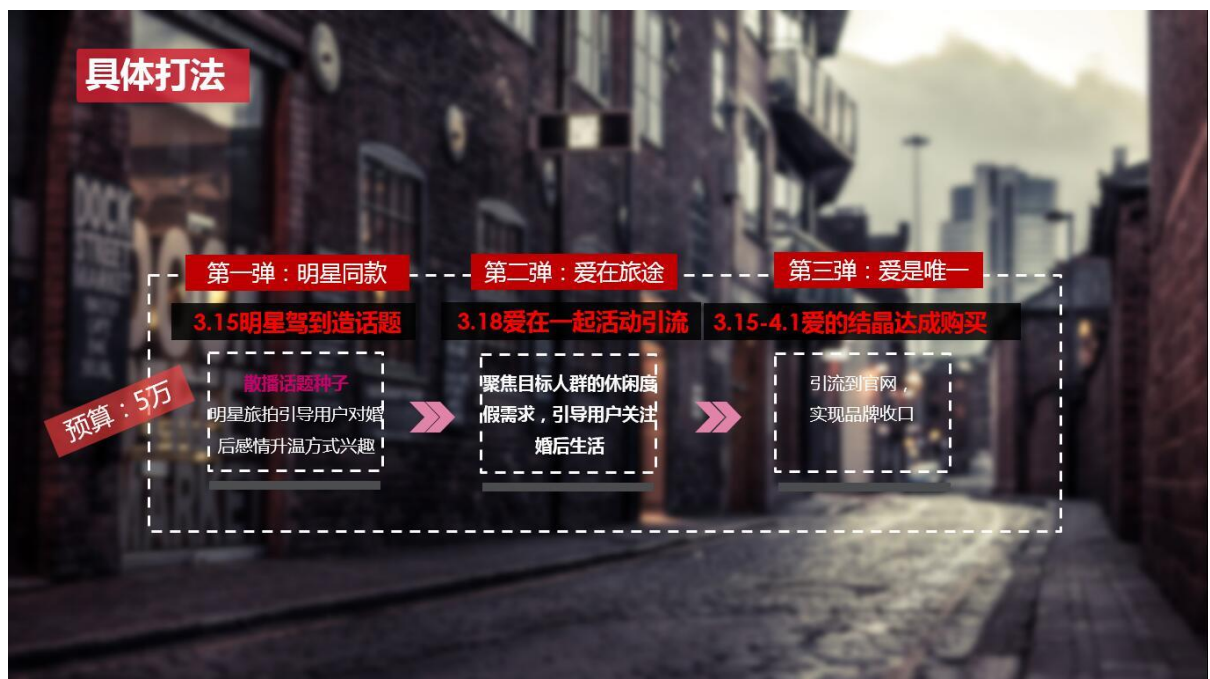 具体打法
第一弹：明星同款
第二弹：爱在旅途
第三弹：爱是唯一
3.15明星驾到造话题
3.18爱在一起活动引流
3.15-4.1爱的结晶达成购买
预算：5万
散播话题种子
明星旅拍引导用户对婚
后感情升温方式兴趣
聚焦目标人群的休闲度
假需求，引导用户关注
婚后生活
引流到官网，
实现品牌收口
DOCK
STREET
MARKET